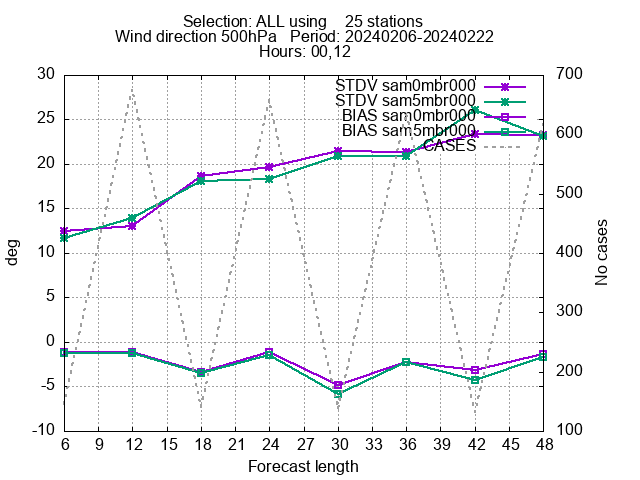 Selection: ALL using 25 stations
Wind direction 500hPa Period: 20240206-20240222
Hours: 00,12
STDV sam0mbr000
STDV sam5mbr000
BIAS sam0mbr000
BIAS sam5mbr000
CASES
30
25
20
15
10
5
0
-5
-10
deg
700
600
500
400
300
200
100
No cases
6 9 12 15 18 21 24 27 30 33 36 39 42 45 48
Forecast length